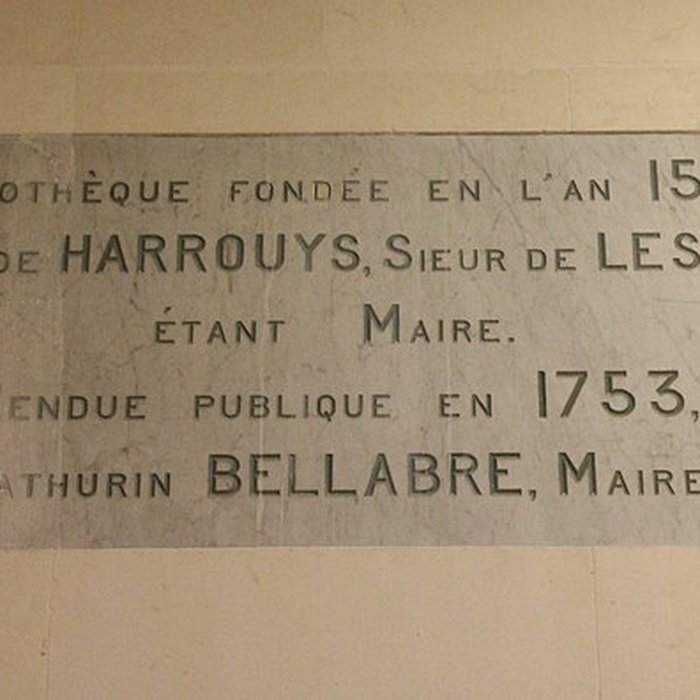 OTHÈQUE FONDÉE EN L'AN 15
DE HARROUYS, SIEUR DE LES
ÉTANT MAIRE.
ENDUE PUBLIQUE EN 1753,
ATHURIN BELLABRE, MAIRE